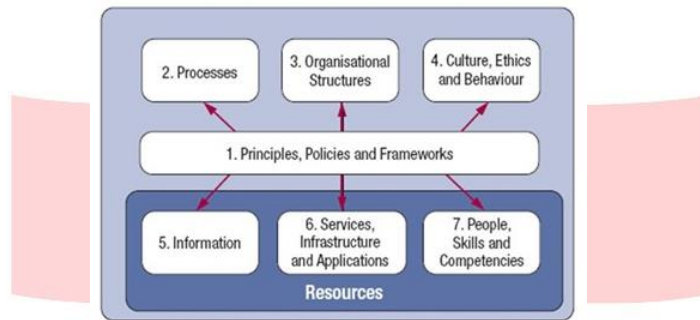 2. Processes
3. Organisational
Structures
4. Culture, Ethics
and Behaviour
1. Principles, Policies and Frameworks
5. Information
6. Services,
Infrastructure
and Applications
7. People,
Skills and
Competencies
Resources